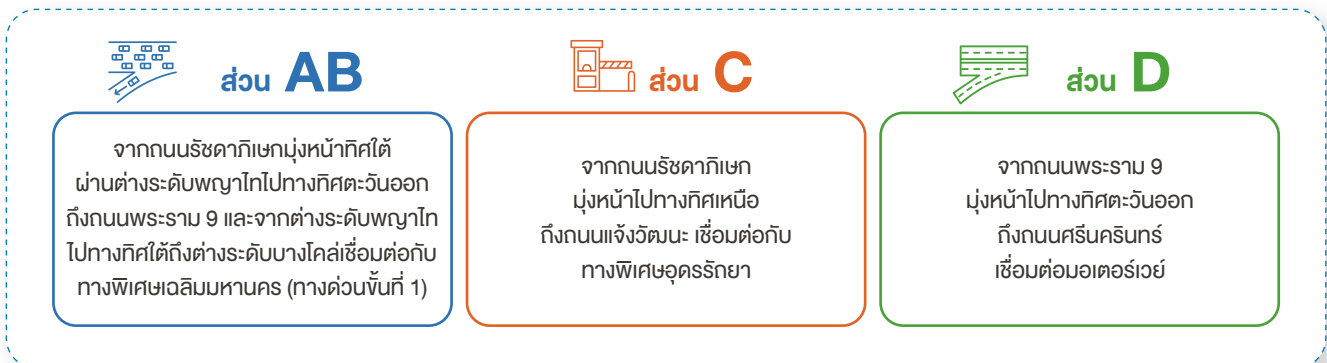 ส่วน AB
จากถนนรัชดาภิเษกมุ่งหน้าทิศใต้
ผ่านต่างระดับพญาไทไปทางทิศตะวันออก
ถึงถนนพระราม 9 และจากต่างระดับพญาไท
ไปทางทิศใต้ถึงต่างระดับบางโคล่เชื่อมต่อกับ
ทางพิเศษเฉลิมมหานคร (ทางด่วนขั้นที่ 1)
ส่วน C
จากถนนรัชดาภิเษก
มุ่งหน้าไปทางทิศเหนือ
ถึงถนนแจ้งวัฒนะ เชื่อมต่อกับ
ทางพิเศษอุดรรัถยา
ส่วน D
จากถนนพระราม 9
มุ่งหน้าไปทางทิศตะวันออก
ถึงถนนศรีนครินทร์
เชื่อมต่อมอเตอร์เวย์